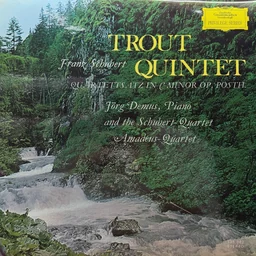 TROUT
Franz Schubert QUINTET
QUARTETTSATZ IN C MINOR OP. POSTH.
Jörg Demus, Piano
and the Schubert-Quartet
Amadeus-Quartet